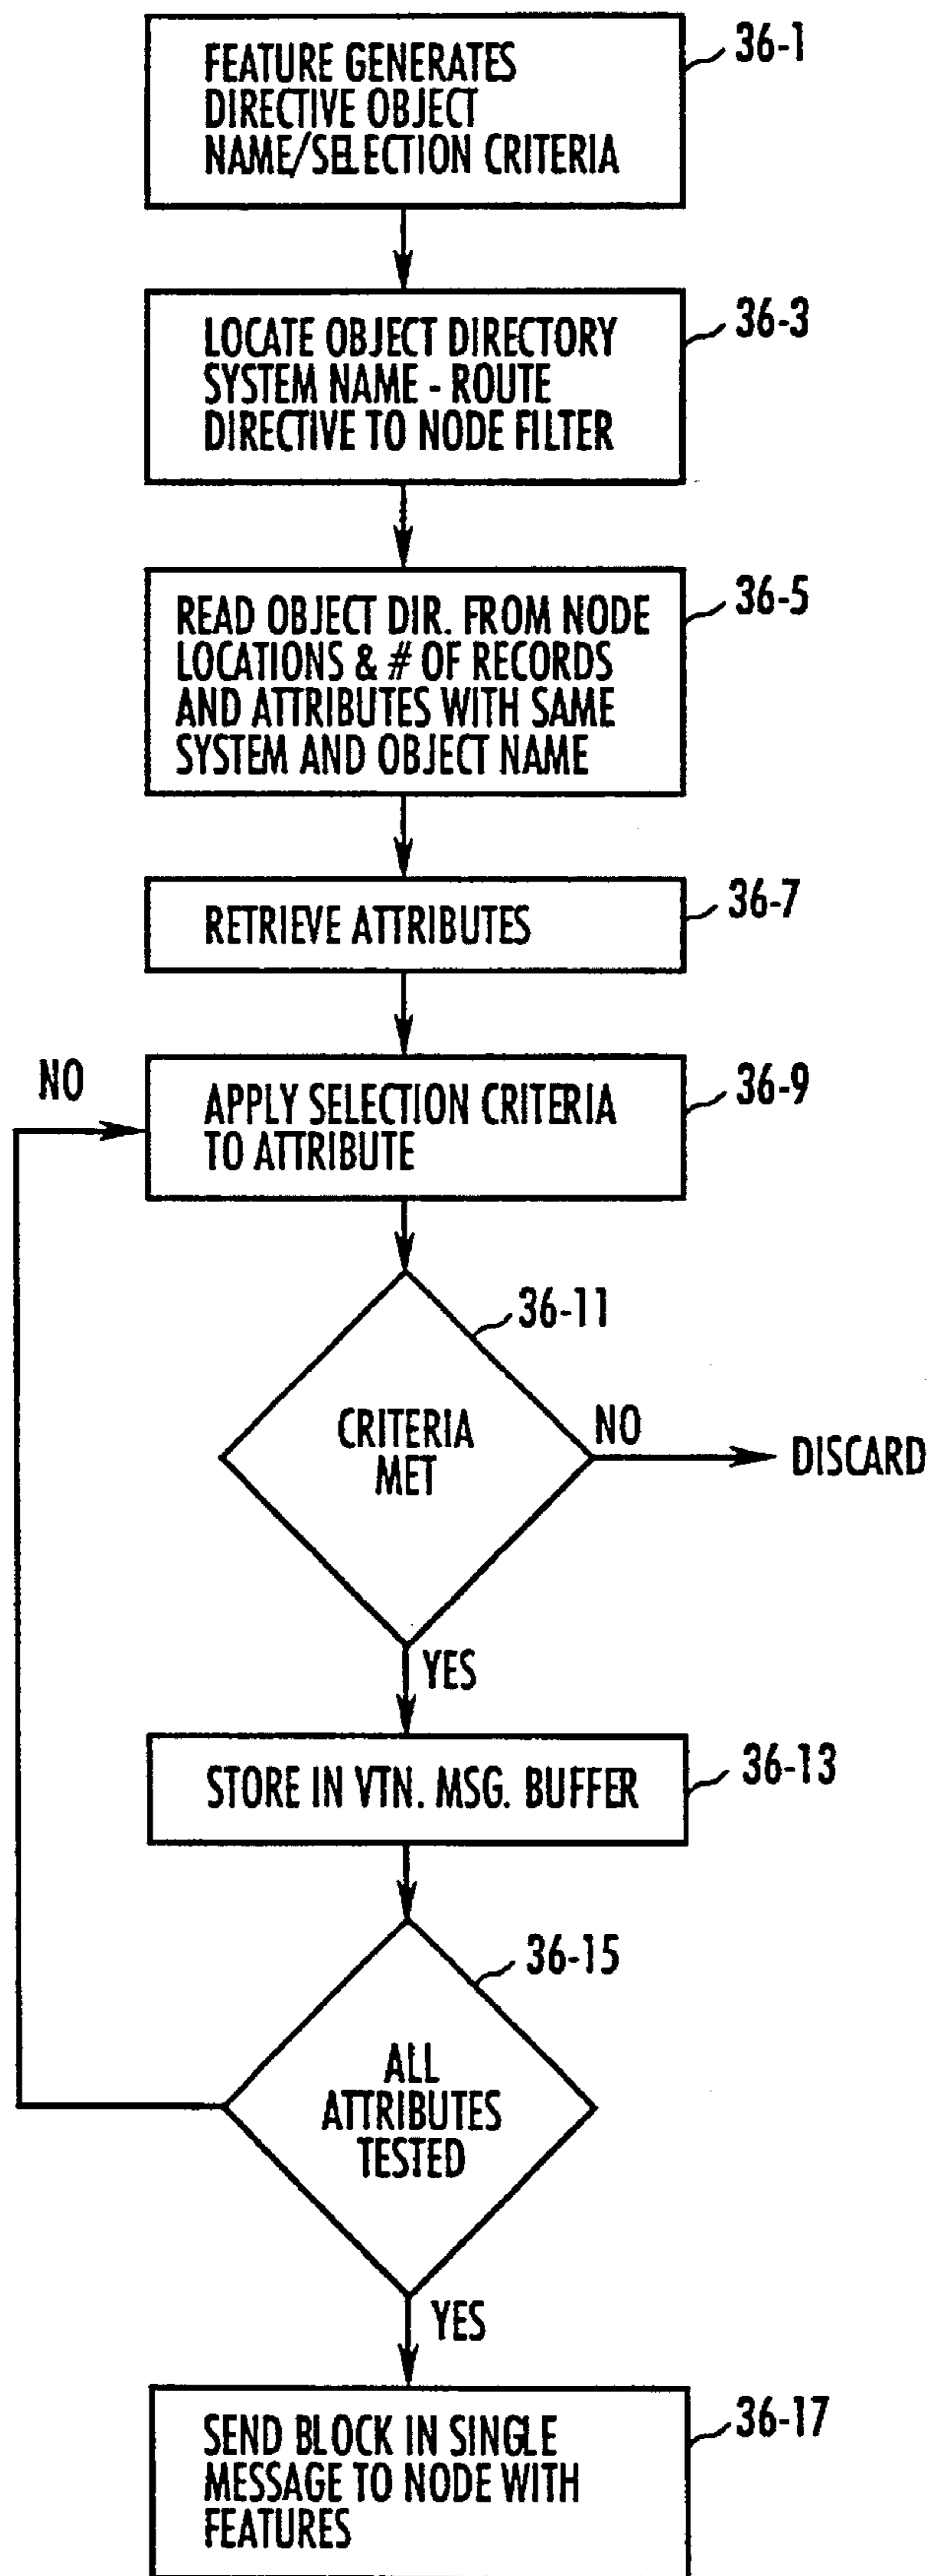 FEATURE GENERATES
DIRECTIVE OBJECT
NAME/SELECTION CRITERIA
36-1
LOCATE OBJECT DIRECTORY
SYSTEM NAME - ROUTE
DIRECTIVE TO NODE FILTER
36-3
READ OBJECT DIR. FROM NODE
LOCATIONS & # OF RECORDS
AND ATTRIBUTES WITH SAME
SYSTEM AND OBJECT NAME
36-5
RETRIEVE ATTRIBUTES
36-7
NO
APPLY SELECTION CRITERIA
TO ATTRIBUTE
36-9
CRITERIA
MET
36-11
NO
DISCARD
YES
STORE IN VTN. MSG. BUFFER
36-13
ALL
ATTRIBUTES
TESTED
36-15
YES
SEND BLOCK IN SINGLE
MESSAGE TO NODE WITH
FEATURES
36-17